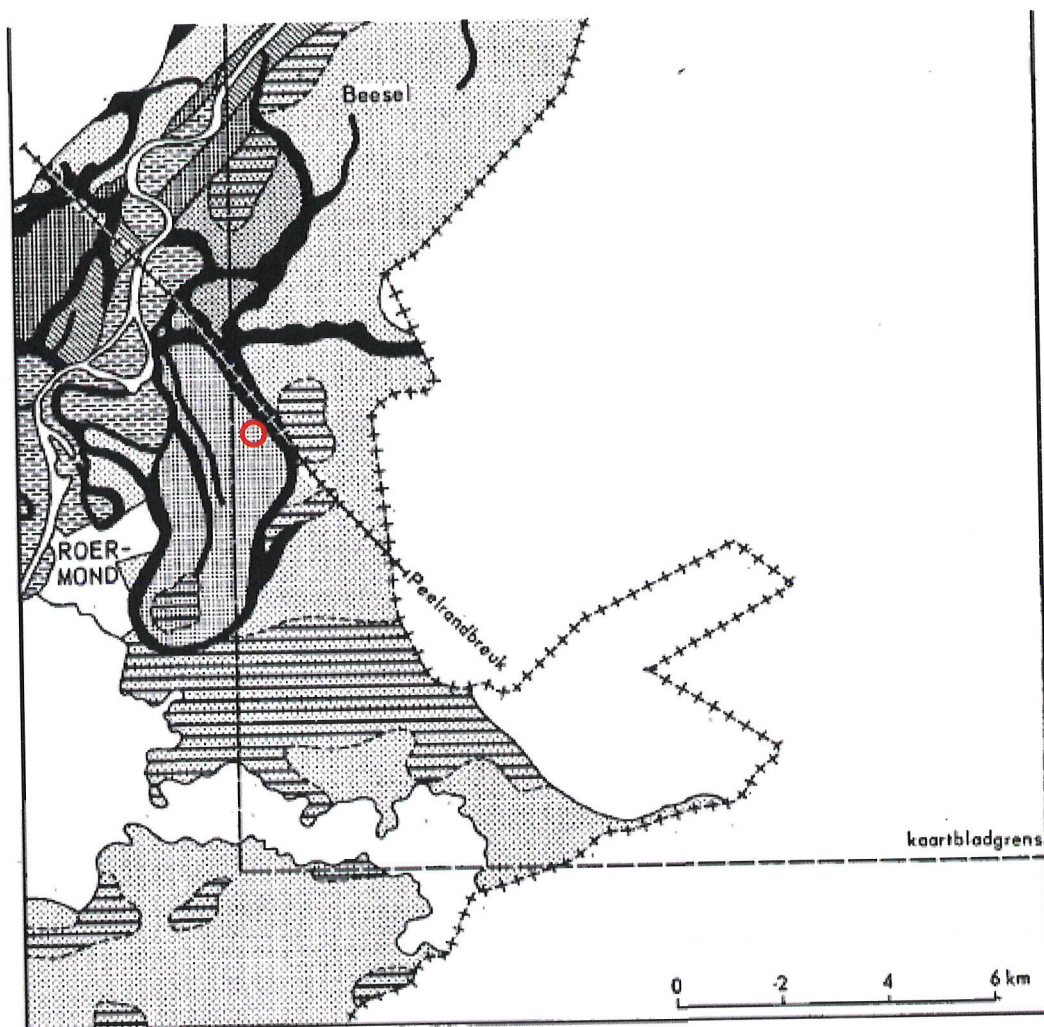 Beesel
ROER-
MOND
Peelrandbreuk
kaartbladgrens
0 2 4 6 km